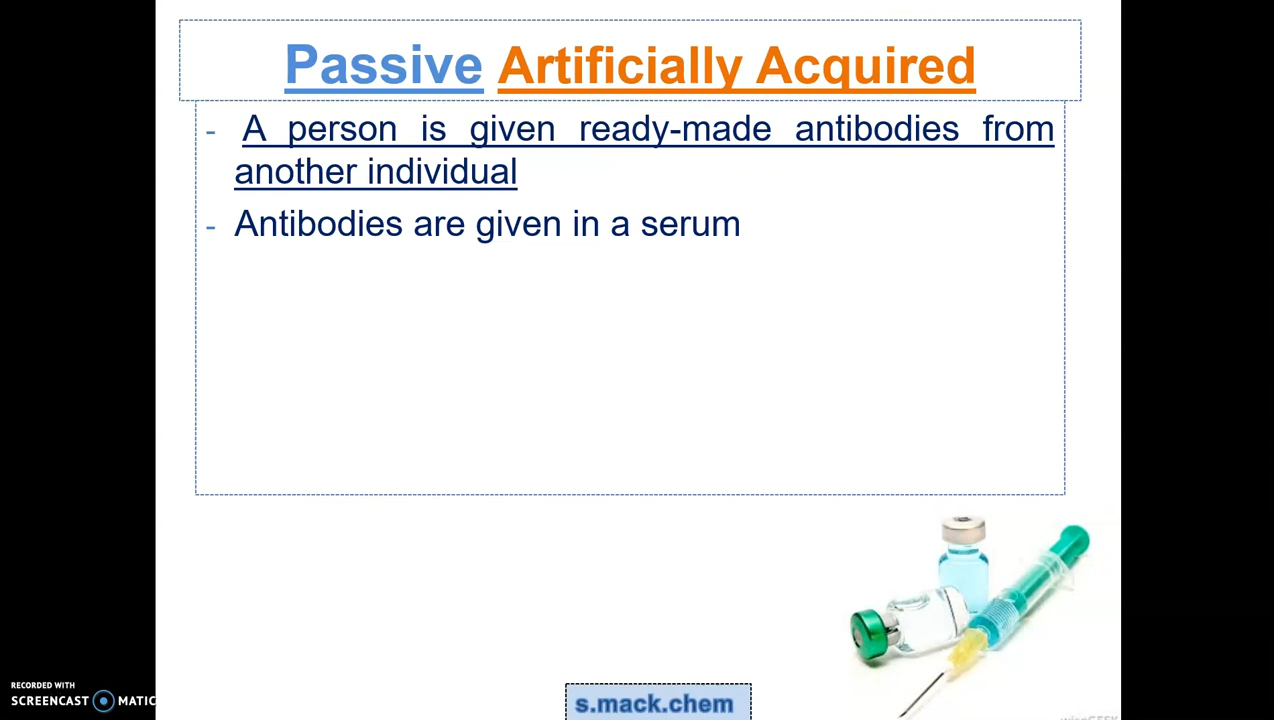 Passive Artificially Acquired
- A person is given ready-made antibodies from
another individual
- Antibodies are given in a serum
RECORDED WITH
SCREENCAST MATIC
s.mack.chem